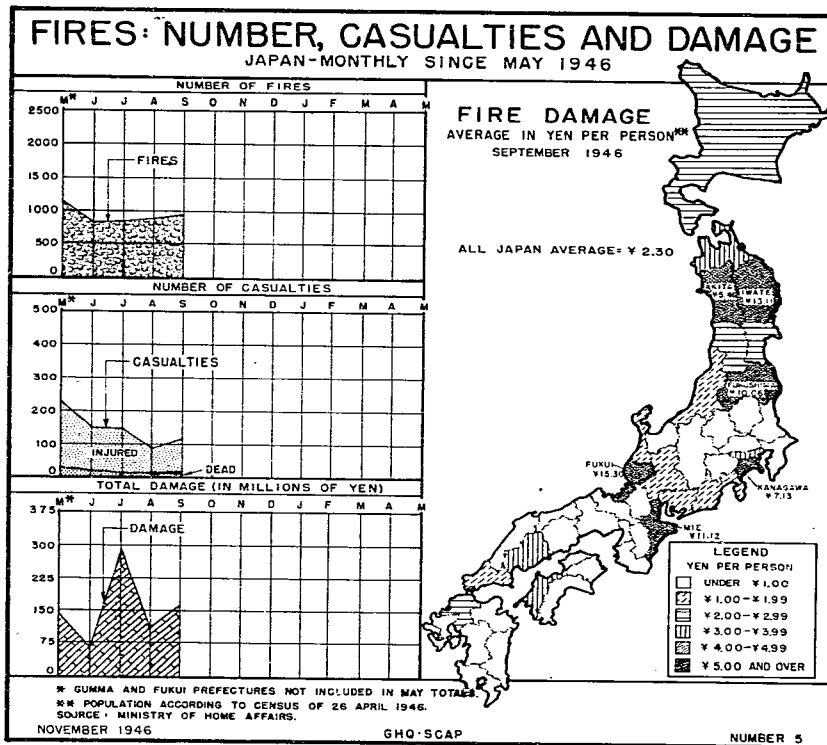 FIRES: NUMBER, CASUALTIES AND DAMAGE
JAPAN-MONTHLY SINCE MAY 1946
NUMBER OF FIRES
M* J J A S O N D J F M A M
2500
2000
1500
1000
500
0
FIRES
NUMBER OF CASUALTIES
M* J J A S O N D J F M A M
500
400
300
200
100
0
CASUALTIES
INJURED
DEAD
TOTAL DAMAGE (IN MILLIONS OF YEN)
M* J J A S O N D J F M A M
375
300
225
150
75
0
DAMAGE
FIRE DAMAGE
AVERAGE IN YEN PER PERSON**
SEPTEMBER 1946
ALL JAPAN AVERAGE= ¥ 2.30
AKITA
IWATE
¥13.11
FUKUSHIMA
FUKUI
¥15.30
KANAGAWA
¥7.13
MIE
¥11.12
LEGEND
YEN PER PERSON
UNDER ¥1.00
¥1.00-¥1.99
¥2.00-¥2.99
¥3.00-¥3.99
¥4.00-¥4.99
¥5.00 AND OVER
* GUMMA AND FUKUI PREFECTURES NOT INCLUDED IN MAY TOTALS.
** POPULATION ACCORDING TO CENSUS OF 26 APRIL 1946.
SOURCE: MINISTRY OF HOME AFFAIRS.
NOVEMBER 1946
GHQ-SCAP
NUMBER 5